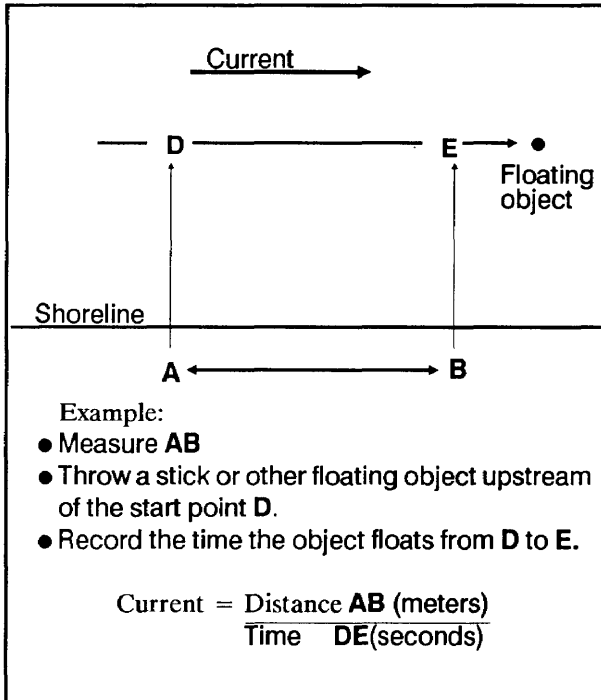 Current
D E
Floating
object
Shoreline
A B
Example:
● Measure AB
● Throw a stick or other floating object upstream
of the start point D.
● Record the time the object floats from D to E.
Current = Distance AB (meters)
Time DE(seconds)